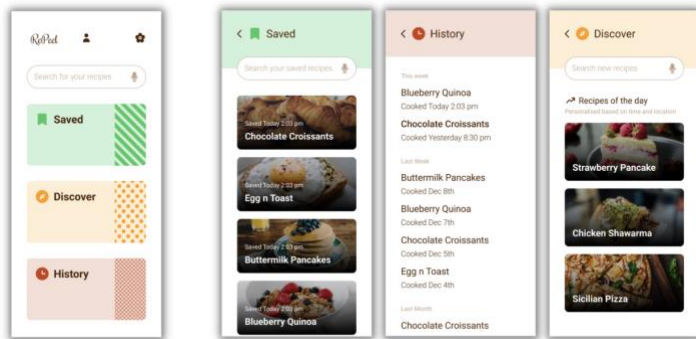 RePed
Search for your recipes
Saved
Discover
History
Saved
Search your saved recipes
Saved Today 2:03 pm
Chocolate Croissants
Saved Today 2:03 pm
Egg n Toast
Saved Today 2:03 pm
Buttermilk Pancakes
Saved Today 2:03 pm
Blueberry Quinoa
History
This week
Blueberry Quinoa
Cooked Today 2:03 pm
Chocolate Croissants
Cooked Yesterday 8:30 pm
Last Week
Buttermilk Pancakes
Cooked Dec 8th
Blueberry Quinoa
Cooked Dec 7th
Chocolate Croissants
Cooked Dec 5th
Egg n Toast
Cooked Dec 4th
Last Month
Chocolate Croissants
Discover
Search new recipes
Recipes of the day
Personalised based on time and location
Strawberry Pancake
Chicken Shawarma
Sicilian Pizza